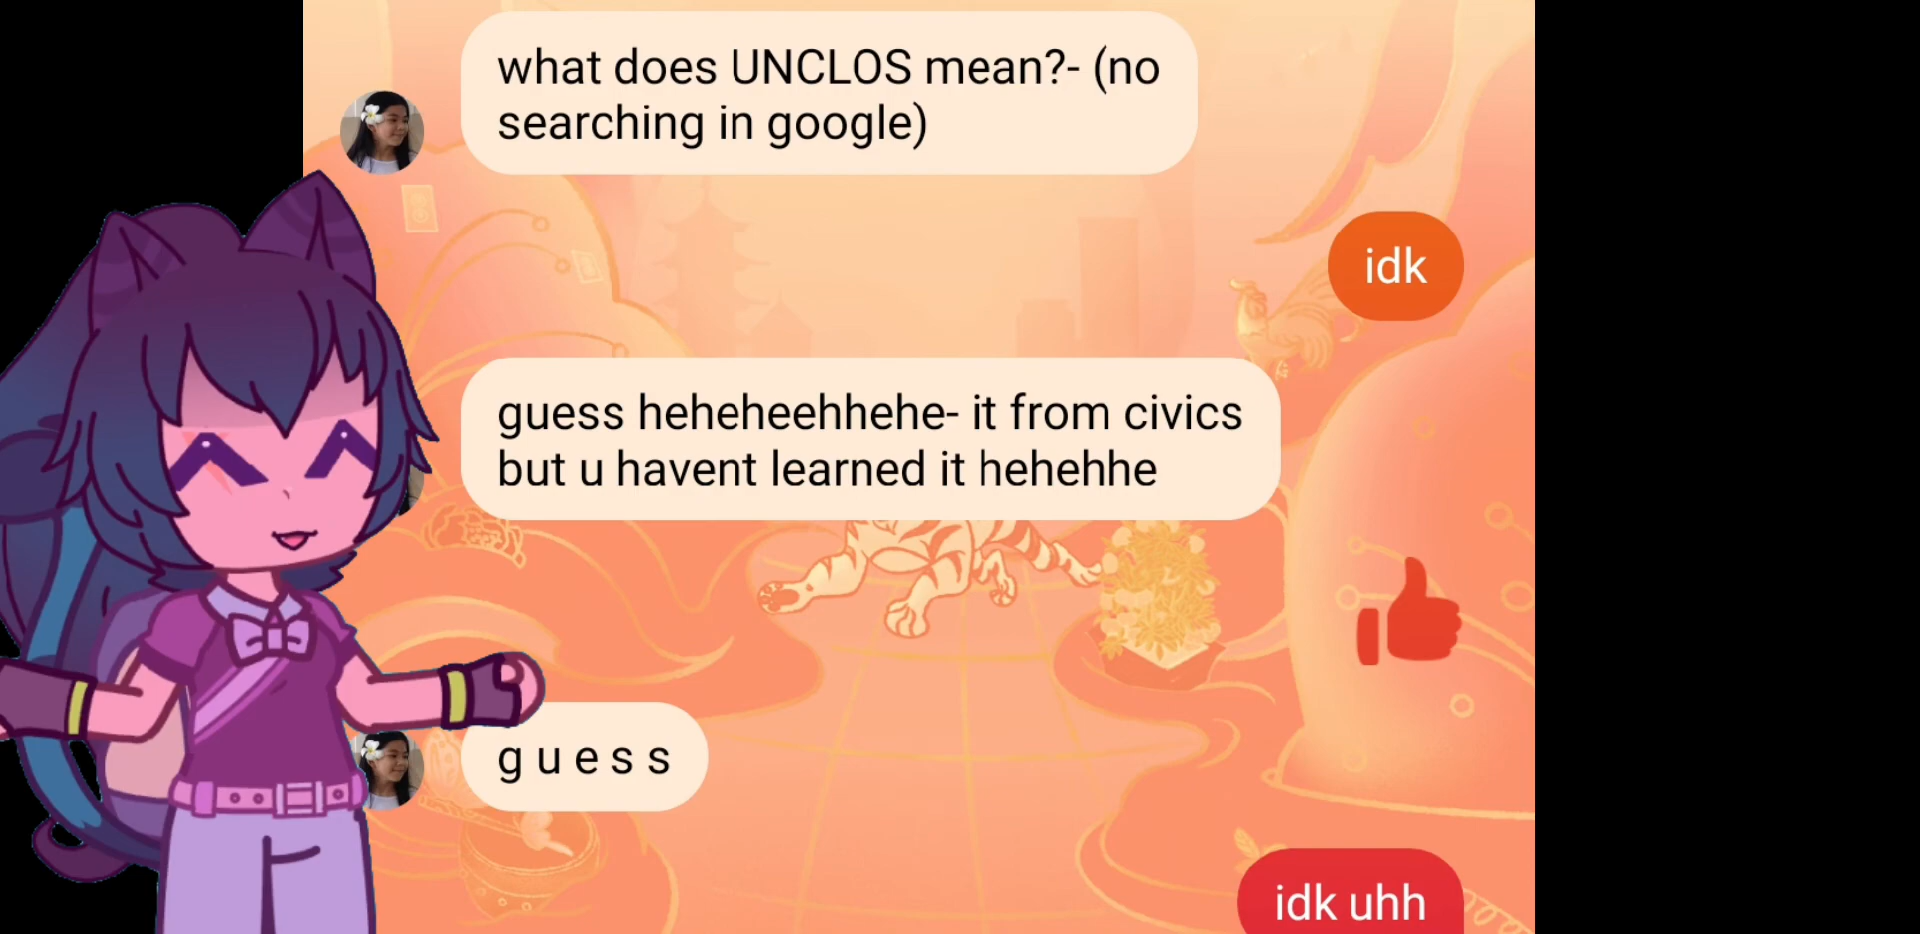 what does UNCLOS mean?- (no
searching in google)
idk
guess heheheehhehe- it from civics
but u havent learned it hehehhe
g u e s s
idk uhh